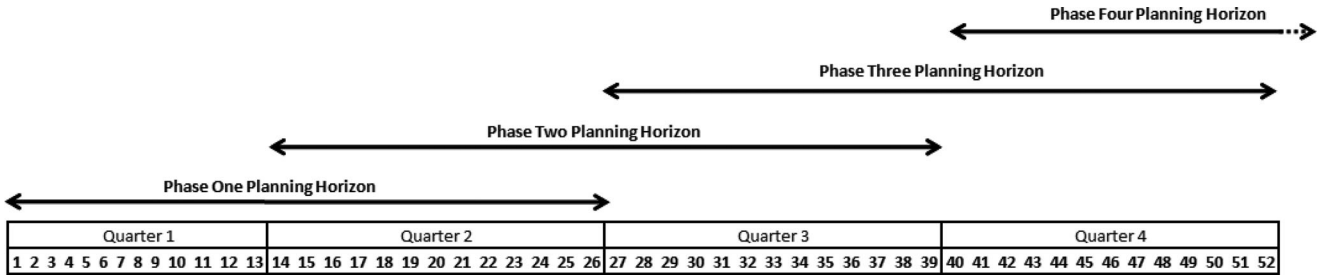 Phase Four Planning Horizon
Phase Three Planning Horizon
Phase Two Planning Horizon
Phase One Planning Horizon
Quarter 1 Quarter 2 Quarter 3 Quarter 4
1 2 3 4 5 6 7 8 9 10 11 12 13 14 15 16 17 18 19 20 21 22 23 24 25 26 27 28 29 30 31 32 33 34 35 36 37 38 39 40 41 42 43 44 45 46 47 48 49 50 51 52